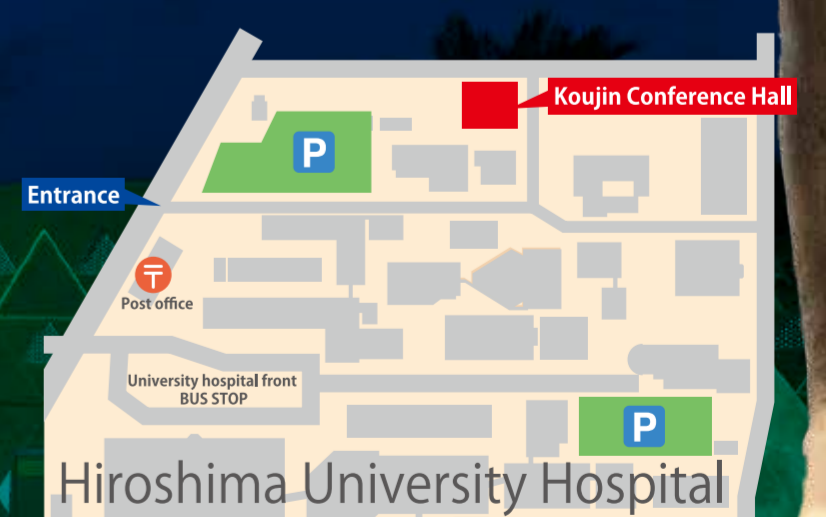 Koujin Conference Hall
P
Entrance
〒
Post office
University hospital front
BUS STOP
P
Hiroshima University Hospital